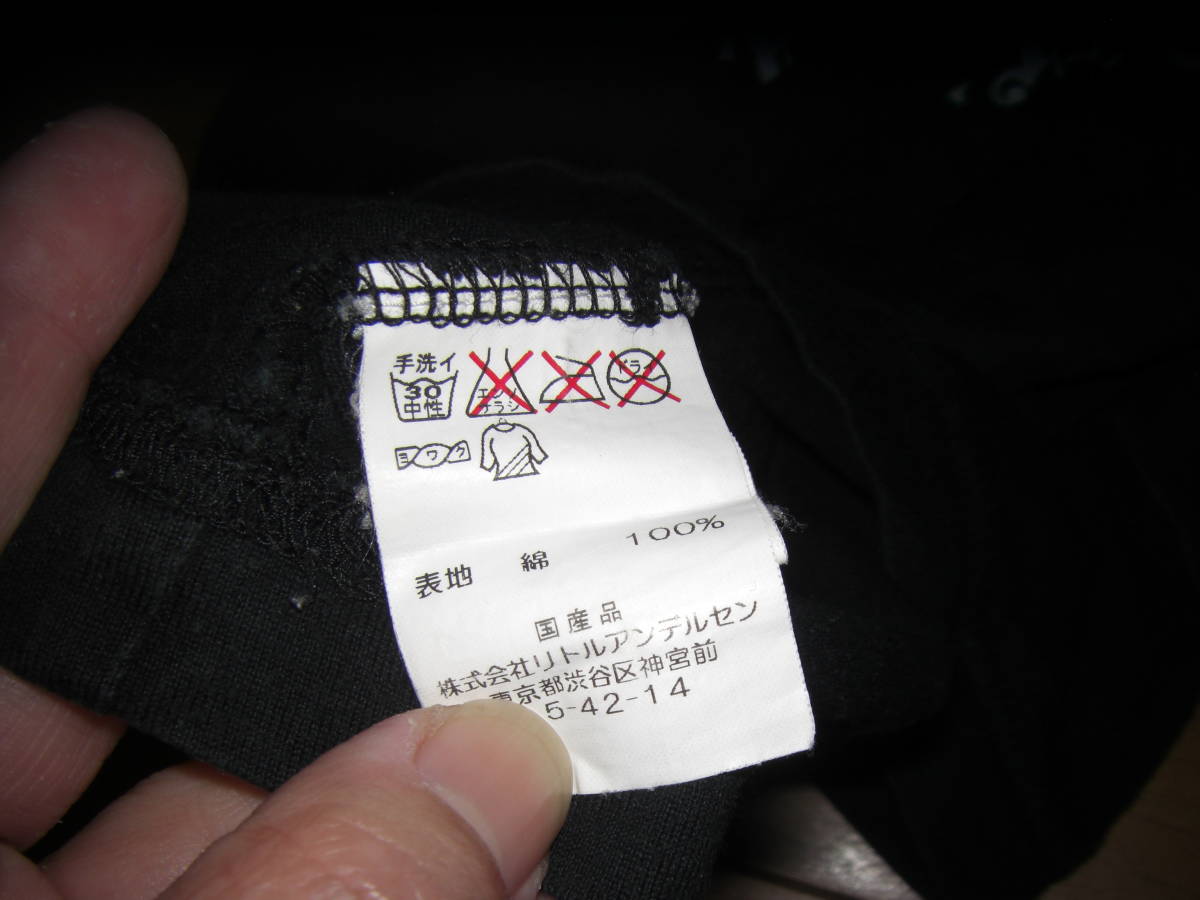 手洗イ
30
中性
エンソ
サラシ
ドライ
ヨワク
表地 綿 100%
国産品
株式会社リトルアンデルセン
東京都渋谷区神宮前
5-42-14